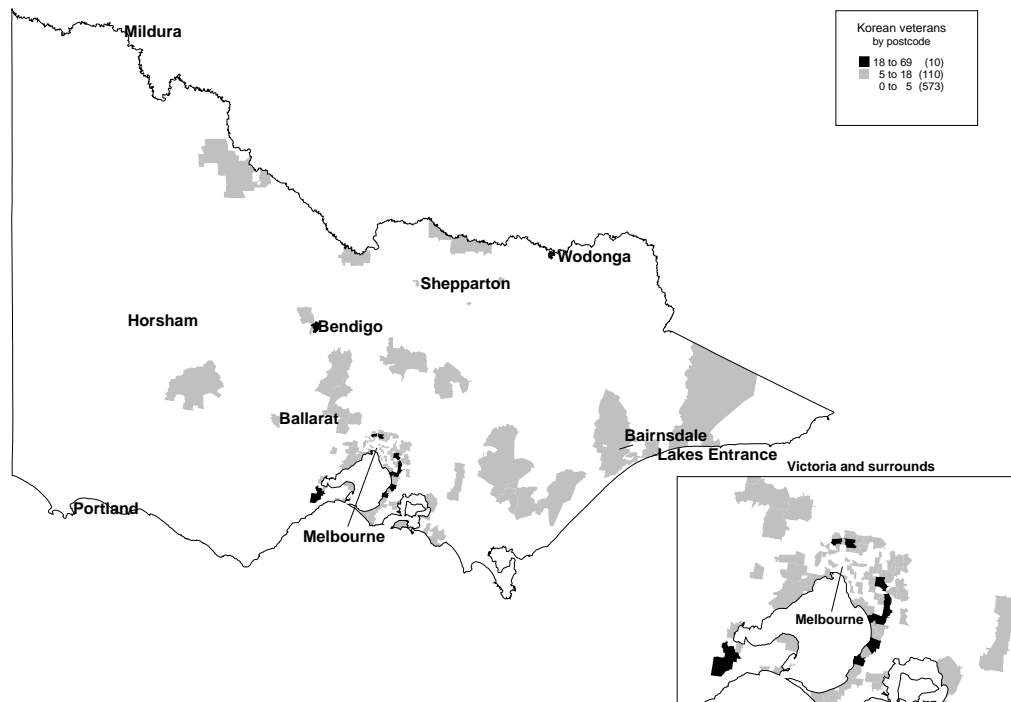 Mildura
Korean veterans
by postcode
18 to 69 (10)
5 to 18 (110)
0 to 5 (573)
Wodonga
Shepparton
Horsham
Bendigo
Ballarat
Bairnsdale
Lakes Entrance
Victoria and surrounds
Portland
Melbourne
Melbourne